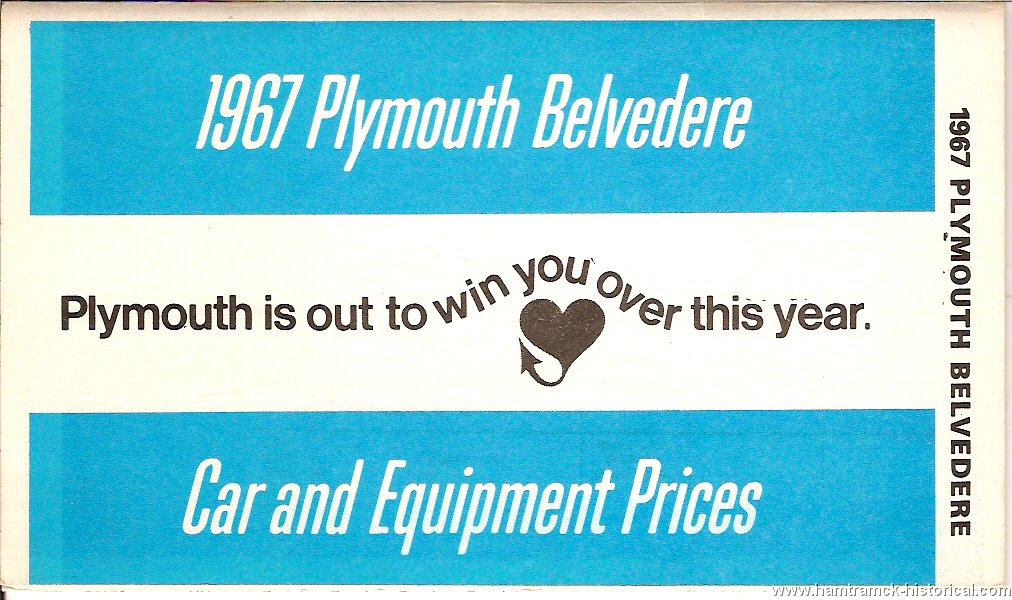 1967 Plymouth Belvedere
Plymouth is out to win you over this year.
Car and Equipment Prices
1967 PLYMOUTH BELVEDERE
www.hamtramck-historical.com